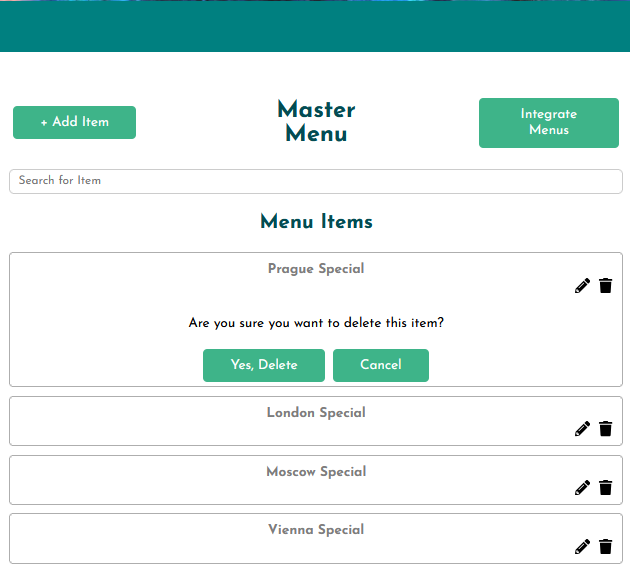 + Add Item
Master
Menu
Integrate
Menus
Search for Item
Menu Items
Prague Special
Are you sure you want to delete this item?
Yes, Delete
Cancel
London Special
Moscow Special
Vienna Special